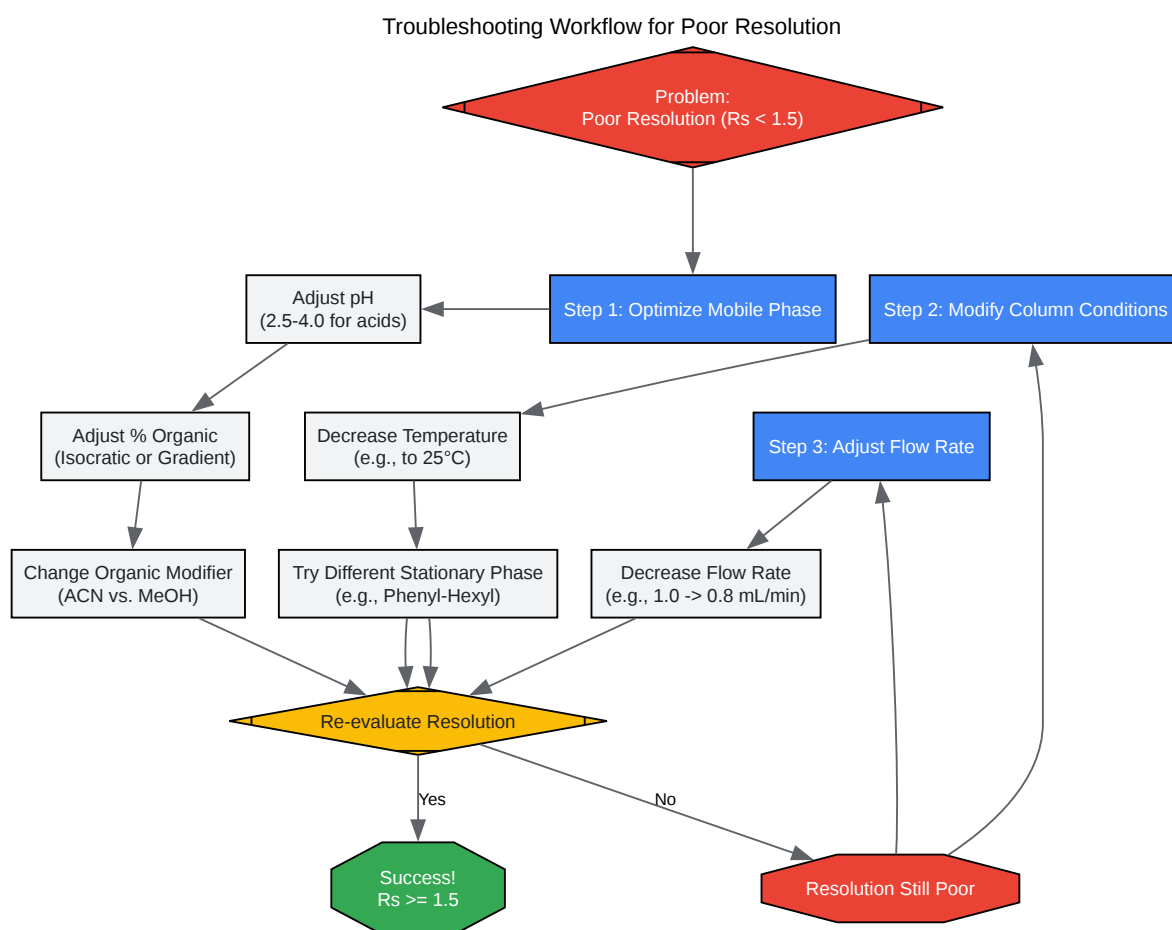 Troubleshooting Workflow for Poor Resolution
Problem:
Poor Resolution (Rs < 1.5)
Adjust pH
(2.5-4.0 for acids)
Step 1: Optimize Mobile Phase
Step 2: Modify Column Conditions
Adjust % Organic
(Isocratic or Gradient)
Decrease Temperature
(e.g., to 25°C)
Step 3: Adjust Flow Rate
Change Organic Modifier
(ACN vs. MeOH)
Try Different Stationary Phase
(e.g., Phenyl-Hexyl)
Decrease Flow Rate
(e.g., 1.0 -> 0.8 mL/min)
Re-evaluate Resolution
Yes
No
Success!
Rs >= 1.5
Resolution Still Poor